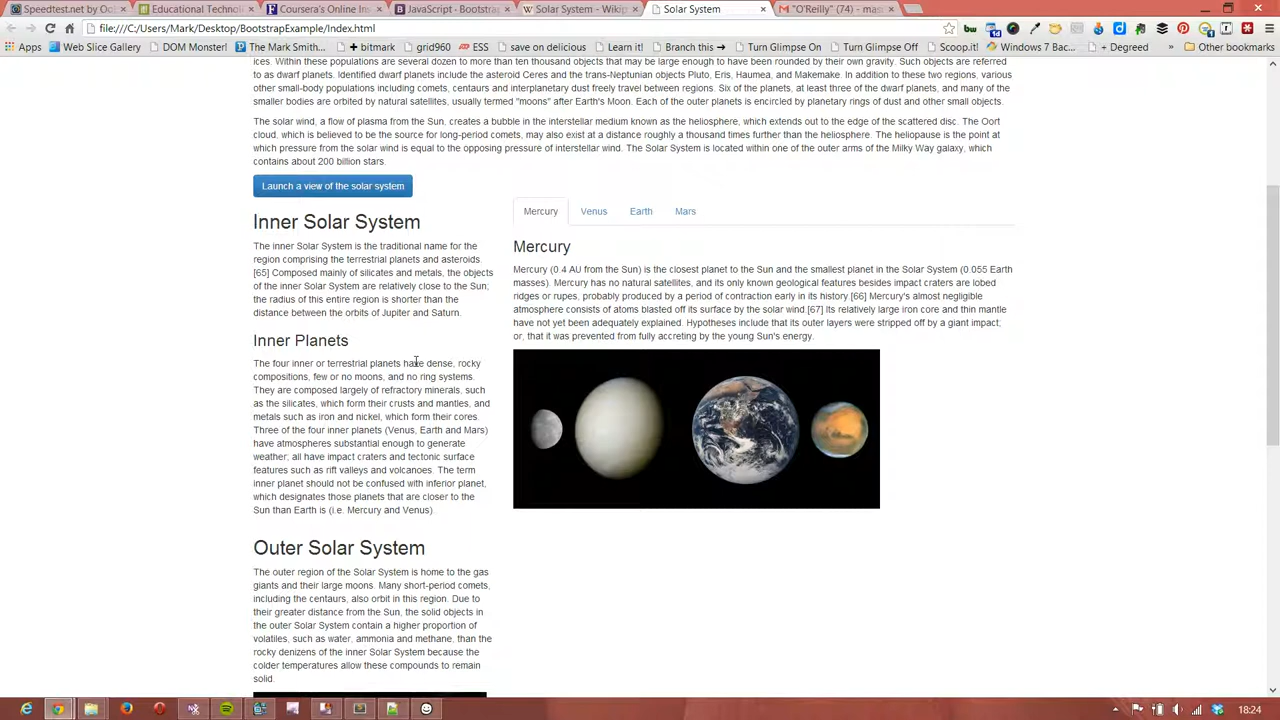 Speedtest.net by Oo
Educational Technolo
Coursera's Online Ins
JavaScript · Bootstrap
Solar System - Wikip
Solar System
"O'Reilly" (74) - mas
file:///C:/Users/Mark/Desktop/BootstrapExample/Index.html
Apps Web Slice Gallery DOM Monster! The Mark Smith... + bitmark grid960 ESS save on delicious Learn it! Branch this → Turn Glimpse On Turn Glimpse Off Scoop.it! Windows 7 Bac... + Degreed » Other bookmarks
ices. Within these populations are several dozen to more than ten thousand objects that may be large enough to have been rounded by their own gravity. Such objects are referred
to as dwarf planets. Identified dwarf planets include the asteroid Ceres and the trans-Neptunian objects Pluto, Eris, Haumea, and Makemake. In addition to these two regions, various
other small-body populations including comets, centaurs and interplanetary dust freely travel between regions. Six of the planets, at least three of the dwarf planets, and many of the
smaller bodies are orbited by natural satellites, usually termed "moons" after Earth's Moon. Each of the outer planets is encircled by planetary rings of dust and other small objects.
The solar wind, a flow of plasma from the Sun, creates a bubble in the interstellar medium known as the heliosphere, which extends out to the edge of the scattered disc. The Oort
cloud, which is believed to be the source for long-period comets, may also exist at a distance roughly a thousand times further than the heliosphere. The heliopause is the point at
which pressure from the solar wind is equal to the opposing pressure of interstellar wind. The Solar System is located within one of the outer arms of the Milky Way galaxy, which
contains about 200 billion stars.
Launch a view of the solar system
Inner Solar System
The inner Solar System is the traditional name for the
region comprising the terrestrial planets and asteroids.
[65] Composed mainly of silicates and metals, the objects
of the inner Solar System are relatively close to the Sun;
the radius of this entire region is shorter than the
distance between the orbits of Jupiter and Saturn.
Inner Planets
The four inner or terrestrial planets have dense, rocky
compositions, few or no moons, and no ring systems.
They are composed largely of refractory minerals, such
as the silicates, which form their crusts and mantles, and
metals such as iron and nickel, which form their cores.
Three of the four inner planets (Venus, Earth and Mars)
have atmospheres substantial enough to generate
weather; all have impact craters and tectonic surface
features such as rift valleys and volcanoes. The term
inner planet should not be confused with inferior planet,
which designates those planets that are closer to the
Sun than Earth is (i.e. Mercury and Venus).
Outer Solar System
The outer region of the Solar System is home to the gas
giants and their large moons. Many short-period comets,
including the centaurs, also orbit in this region. Due to
their greater distance from the Sun, the solid objects in
the outer Solar System contain a higher proportion of
volatiles, such as water, ammonia and methane, than the
rocky denizens of the inner Solar System because the
colder temperatures allow these compounds to remain
solid.
Mercury Venus Earth Mars
Mercury
Mercury (0.4 AU from the Sun) is the closest planet to the Sun and the smallest planet in the Solar System (0.055 Earth
masses). Mercury has no natural satellites, and its only known geological features besides impact craters are lobed
ridges or rupes, probably produced by a period of contraction early in its history.[66] Mercury's almost negligible
atmosphere consists of atoms blasted off its surface by the solar wind.[67] Its relatively large iron core and thin mantle
have not yet been adequately explained. Hypotheses include that its outer layers were stripped off by a giant impact;
or, that it was prevented from fully accreting by the young Sun's energy.
18:24